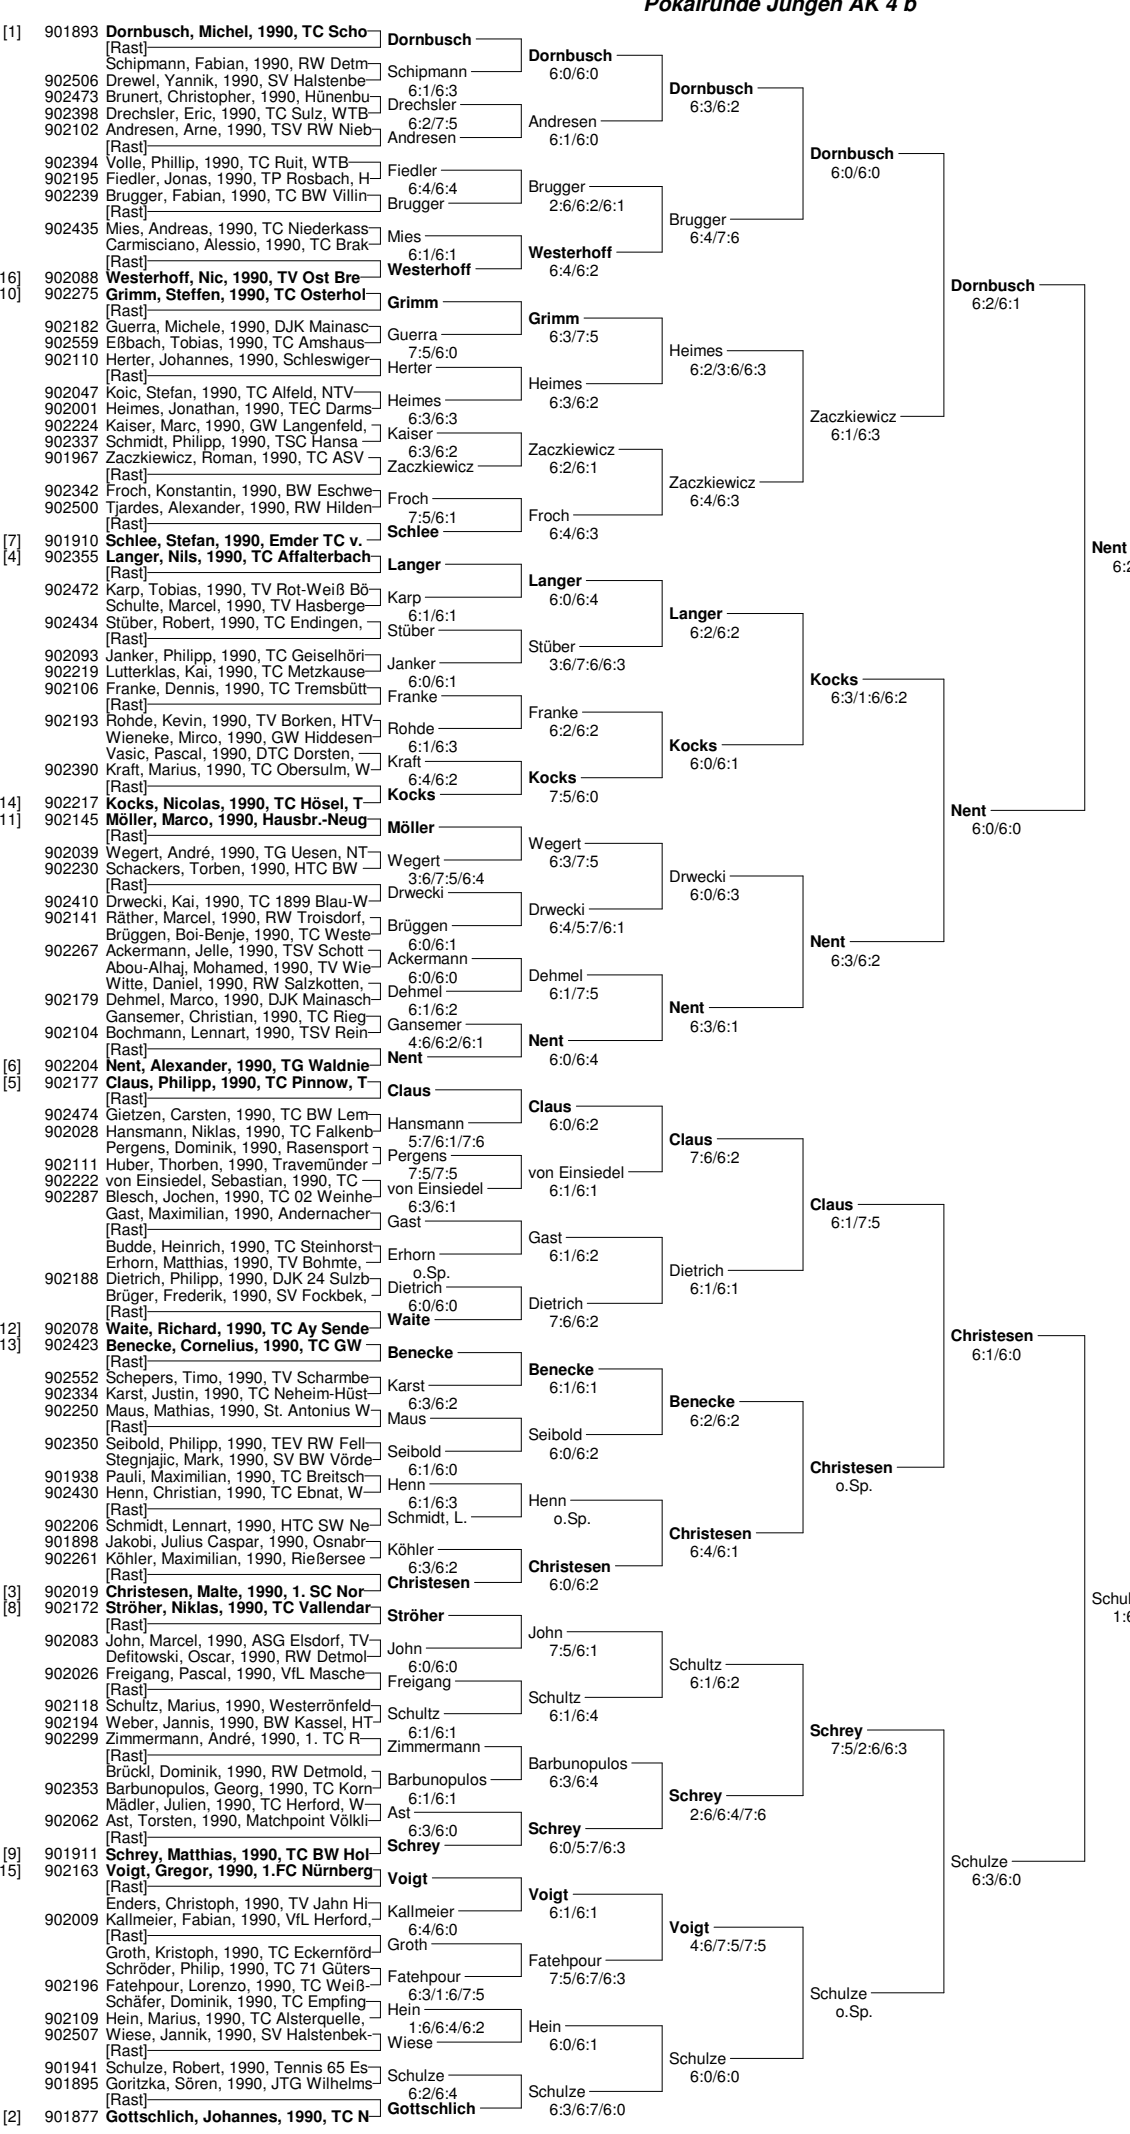 Pokalrunde Jungen AK 4 b
[1] 901893 Dornbusch, Michel, 1990, TC Scho
[Rast]
Schipmann, Fabian, 1990, RW Detm
902506 Drewel, Yannik, 1990, SV Halstenbe
902473 Brunert, Christopher, 1990, Hünenbu
902398 Drechsler, Eric, 1990, TC Sulz, WTB
902102 Andresen, Arne, 1990, TSV RW Nieb
[Rast]
902394 Volle, Phillip, 1990, TC Ruit, WTB
902195 Fiedler, Jonas, 1990, TP Rosbach, H
902239 Brugger, Fabian, 1990, TC BW Villin
[Rast]
902435 Mies, Andreas, 1990, TC Niederkass
Carmisciano, Alessio, 1990, TC Brak
[Rast]
16] 902088 Westerhoff, Nic, 1990, TV Ost Bre
10] 902275 Grimm, Steffen, 1990, TC Osterhol
[Rast]
902182 Guerra, Michele, 1990, DJK Mainasc
902559 Eßbach, Tobias, 1990, TC Amshaus
902110 Herter, Johannes, 1990, Schleswiger
[Rast]
902047 Koic, Stefan, 1990, TC Alfeld, NTV
902001 Heimes, Jonathan, 1990, TEC Darms
902224 Kaiser, Marc, 1990, GW Langenfeld,
902337 Schmidt, Philipp, 1990, TSC Hansa
901967 Zaczkiewicz, Roman, 1990, TC ASV
[Rast]
902342 Froch, Konstantin, 1990, BW Eschwe
902500 Tjardes, Alexander, 1990, RW Hilden
[Rast]
[7] 901910 Schlee, Stefan, 1990, Emder TC v.
[4] 902355 Langer, Nils, 1990, TC Affalterbach
[Rast]
902472 Karp, Tobias, 1990, TV Rot-Weiß Bö
Schulte, Marcel, 1990, TV Hasberge
902434 Stüber, Robert, 1990, TC Endingen,
[Rast]
902093 Janker, Philipp, 1990, TC Geiselhöri
902219 Lutterklas, Kai, 1990, TC Metzkause
902106 Franke, Dennis, 1990, TC Tremsbütt
[Rast]
902193 Rohde, Kevin, 1990, TV Borken, HTV
Wieneke, Mirco, 1990, GW Hiddesen
Vasic, Pascal, 1990, DTC Dorsten,
902390 Kraft, Marius, 1990, TC Obersulm, W
[Rast]
14] 902217 Kocks, Nicolas, 1990, TC Hösel, T
11] 902145 Möller, Marco, 1990, Hausbr.-Neug
[Rast]
902039 Wegert, André, 1990, TG Uesen, NT
902230 Schackers, Torben, 1990, HTC BW
[Rast]
902410 Drwecki, Kai, 1990, TC 1899 Blau-W
902141 Räther, Marcel, 1990, RW Troisdorf,
Brüggen, Boi-Benje, 1990, TC Weste
902267 Ackermann, Jelle, 1990, TSV Schott
Abou-Alhaj, Mohamed, 1990, TV Wie
Witte, Daniel, 1990, RW Salzkotten,
902179 Dehmel, Marco, 1990, DJK Mainasch
Gansemer, Christian, 1990, TC Rieg
902104 Bochmann, Lennart, 1990, TSV Rein
[Rast]
[6] 902204 Nent, Alexander, 1990, TG Waldnie
[5] 902177 Claus, Philipp, 1990, TC Pinnow, T
[Rast]
902474 Gietzen, Carsten, 1990, TC BW Lem
902028 Hansmann, Niklas, 1990, TC Falkenb
Pergens, Dominik, 1990, Rasensport
902111 Huber, Thorben, 1990, Travemünder
902222 von Einsiedel, Sebastian, 1990, TC
902287 Blesch, Jochen, 1990, TC 02 Weinhe
Gast, Maximilian, 1990, Andernacher
[Rast]
Budde, Heinrich, 1990, TC Steinhorst
Erhorn, Matthias, 1990, TV Bohmte,
902188 Dietrich, Philipp, 1990, DJK 24 Sulzb
Brüger, Frederik, 1990, SV Fockbek,
[Rast]
12] 902078 Waite, Richard, 1990, TC Ay Sende
13] 902423 Benecke, Cornelius, 1990, TC GW
[Rast]
902552 Schepers, Timo, 1990, TV Scharmbe
902334 Karst, Justin, 1990, TC Neheim-Hüst
902250 Maus, Mathias, 1990, St. Antonius W
[Rast]
902350 Seibold, Philipp, 1990, TEV RW Fell
Stegnjajic, Mark, 1990, SV BW Vörde
901938 Pauli, Maximilian, 1990, TC Breitsch
902430 Henn, Christian, 1990, TC Ebnat, W
[Rast]
902206 Schmidt, Lennart, 1990, HTC SW Ne
901898 Jakobi, Julius Caspar, 1990, Osnabr
902261 Köhler, Maximilian, 1990, Rießersee
[Rast]
[3] 902019 Christesen, Malte, 1990, 1. SC Nor
[8] 902172 Ströher, Niklas, 1990, TC Vallendar
[Rast]
902083 John, Marcel, 1990, ASG Elsdorf, TV
Defitowski, Oscar, 1990, RW Detmol
902026 Freigang, Pascal, 1990, VfL Masche
[Rast]
902118 Schultz, Marius, 1990, Westerrönfeld
902194 Weber, Jannis, 1990, BW Kassel, HT
902299 Zimmermann, André, 1990, 1. TC R
[Rast]
Brückl, Dominik, 1990, RW Detmold,
902353 Barbunopulos, Georg, 1990, TC Korn
Mädler, Julien, 1990, TC Herford, W
902062 Ast, Torsten, 1990, Matchpoint Völkli
[Rast]
[9] 901911 Schrey, Matthias, 1990, TC BW Hol
15] 902163 Voigt, Gregor, 1990, 1.FC Nürnberg
[Rast]
Enders, Christoph, 1990, TV Jahn Hi
902009 Kallmeier, Fabian, 1990, VfL Herford,
[Rast]
Groth, Kristoph, 1990, TC Eckernförd
Schröder, Philip, 1990, TC 71 Güters
902196 Fatehpour, Lorenzo, 1990, TC Weiß-
Schäfer, Dominik, 1990, TC Empfing
902109 Hein, Marius, 1990, TC Alsterquelle,
902507 Wiese, Jannik, 1990, SV Halstenbek-
[Rast]
901941 Schulze, Robert, 1990, Tennis 65 Es
901895 Goritzka, Sören, 1990, JTG Wilhelms
[Rast]
[2] 901877 Gottschlich, Johannes, 1990, TC N
Dornbusch
Schipmann
6:1/6:3
Drechsler
6:2/7:5
Andresen
Fiedler
6:4/6:4
Brugger
Mies
6:1/6:1
Westerhoff
Grimm
Guerra
7:5/6:0
Herter
Heimes
6:3/6:3
Kaiser
6:3/6:2
Zaczkiewicz
Froch
7:5/6:1
Schlee
Langer
Karp
6:1/6:1
Stüber
Janker
6:0/6:1
Franke
Rohde
6:1/6:3
Kraft
6:4/6:2
Kocks
Möller
Wegert
3:6/7:5/6:4
Drwecki
Brüggen
6:0/6:1
Ackermann
6:0/6:0
Dehmel
6:1/6:2
Gansemer
4:6/6:2/6:1
Nent
Claus
Hansmann
5:7/6:1/7:6
Pergens
7:5/7:5
von Einsiedel
6:3/6:1
Gast
Erhorn
o.Sp.
Dietrich
6:0/6:0
Waite
Benecke
Karst
6:3/6:2
Maus
Seibold
6:1/6:0
Henn
6:1/6:3
Schmidt, L.
Köhler
6:3/6:2
Christesen
Ströher
John
6:0/6:0
Freigang
Schultz
6:1/6:1
Zimmermann
Barbunopulos
6:1/6:1
Ast
6:3/6:0
Schrey
Voigt
Kallmeier
6:4/6:0
Groth
Fatehpour
6:3/1:6/7:5
Hein
1:6/6:4/6:2
Wiese
Schulze
6:2/6:4
Gottschlich
Dornbusch
6:0/6:0
Andresen
6:1/6:0
Brugger
2:6/6:2/6:1
Westerhoff
6:4/6:2
Grimm
6:3/7:5
Heimes
6:3/6:2
Zaczkiewicz
6:2/6:1
Froch
6:4/6:3
Langer
6:0/6:4
Stüber
3:6/7:6/6:3
Franke
6:2/6:2
Kocks
7:5/6:0
Wegert
6:3/7:5
Drwecki
6:4/5:7/6:1
Dehmel
6:1/7:5
Nent
6:0/6:4
Claus
6:0/6:2
von Einsiedel
6:1/6:1
Gast
6:1/6:2
Dietrich
7:6/6:2
Benecke
6:1/6:1
Seibold
6:0/6:2
Henn
o.Sp.
Christesen
6:0/6:2
John
7:5/6:1
Schultz
6:1/6:4
Barbunopulos
6:3/6:4
Schrey
6:0/5:7/6:3
Voigt
6:1/6:1
Fatehpour
7:5/6:7/6:3
Hein
6:0/6:1
Schulze
6:3/6:7/6:0
Dornbusch
6:3/6:2
Brugger
6:4/7:6
Heimes
6:2/3:6/6:3
Zaczkiewicz
6:4/6:3
Langer
6:2/6:2
Kocks
6:0/6:1
Drwecki
6:0/6:3
Nent
6:3/6:1
Claus
7:6/6:2
Dietrich
6:1/6:1
Benecke
6:2/6:2
Christesen
6:4/6:1
Schultz
6:1/6:2
Schrey
2:6/6:4/7:6
Voigt
4:6/7:5/7:5
Schulze
6:0/6:0
Dornbusch
6:0/6:0
Zaczkiewicz
6:1/6:3
Kocks
6:3/1:6/6:2
Nent
6:3/6:2
Claus
6:1/7:5
Christesen
o.Sp.
Schrey
7:5/2:6/6:3
Schulze
o.Sp.
Dornbusch
6:2/6:1
Nent
6:0/6:0
Christesen
6:1/6:0
Schulze
6:3/6:0
Nent
6:2
Schul
1:6